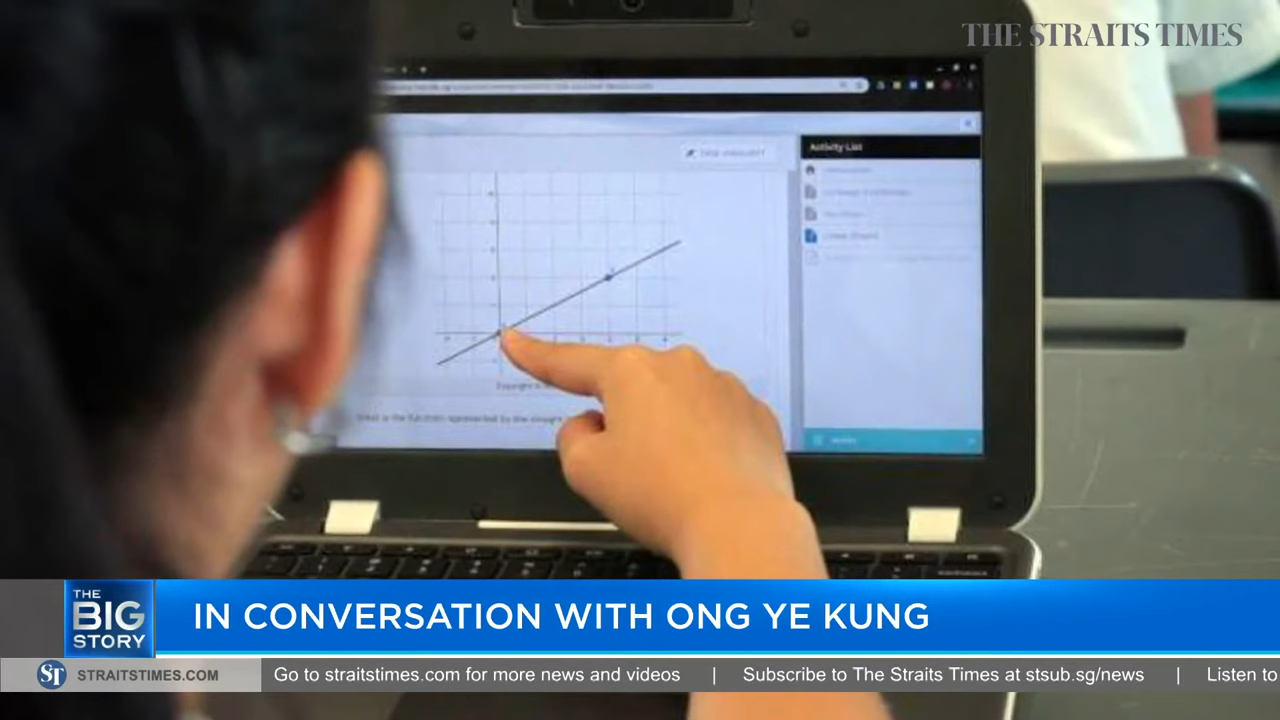 THE STRAITS TIMES
Activity List
THE
BIG
STORY
IN CONVERSATION WITH ONG YE KUNG
ST STRAITSTIMES.COM
Go to straitstimes.com for more news and videos | Subscribe to The Straits Times at stsub.sg/news | Listen to